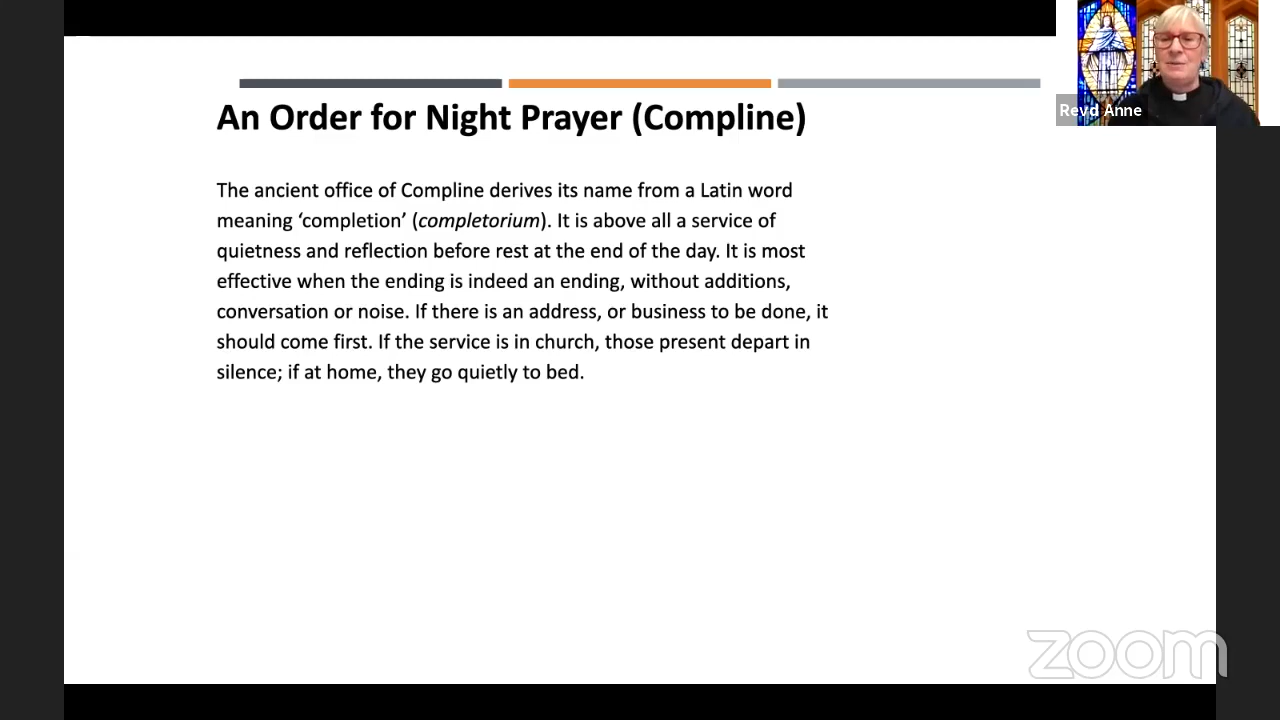 An Order for Night Prayer (Compline)
The ancient office of Compline derives its name from a Latin word
meaning ‘completion’ (completorium). It is above all a service of
quietness and reflection before rest at the end of the day. It is most
effective when the ending is indeed an ending, without additions,
conversation or noise. If there is an address, or business to be done, it
should come first. If the service is in church, those present depart in
silence; if at home, they go quietly to bed.
Revd Anne
zoom